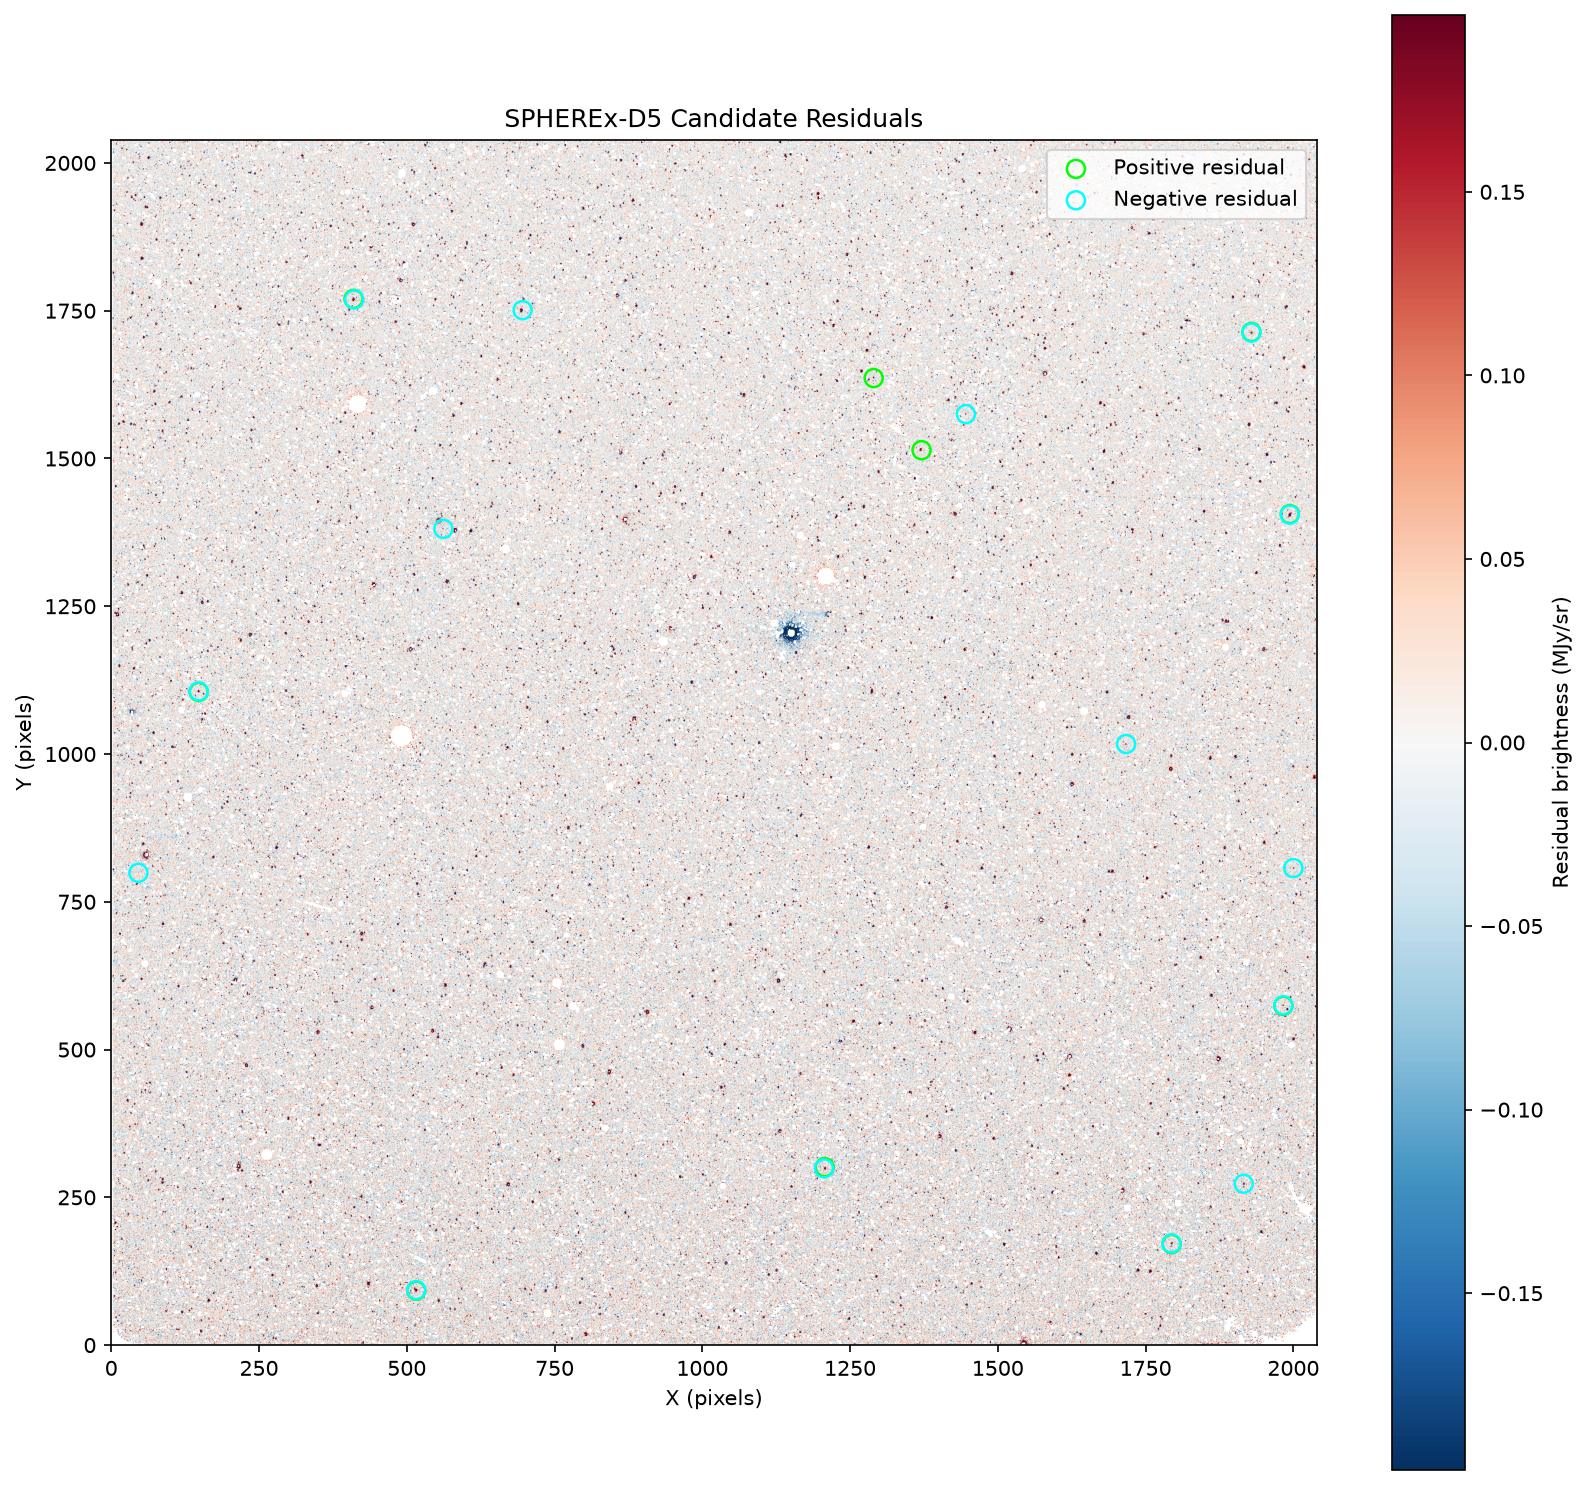 SPHEREx-D5 Candidate Residuals
Positive residual
Negative residual
2000
1750
1500
1250
1000
750
500
250
0
Y (pixels)
0 250 500 750 1000 1250 1500 1750 2000
X (pixels)
0.15
0.10
0.05
0.00
−0.05
−0.10
−0.15
Residual brightness (MJy/sr)